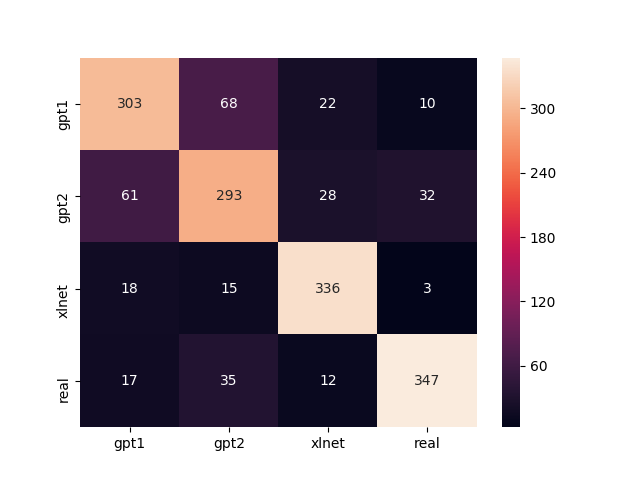 gpt1 303 68 22 10
gpt2 61 293 28 32
xlnet 18 15 336 3
real 17 35 12 347
gpt1 gpt2 xlnet real
300
240
180
120
60